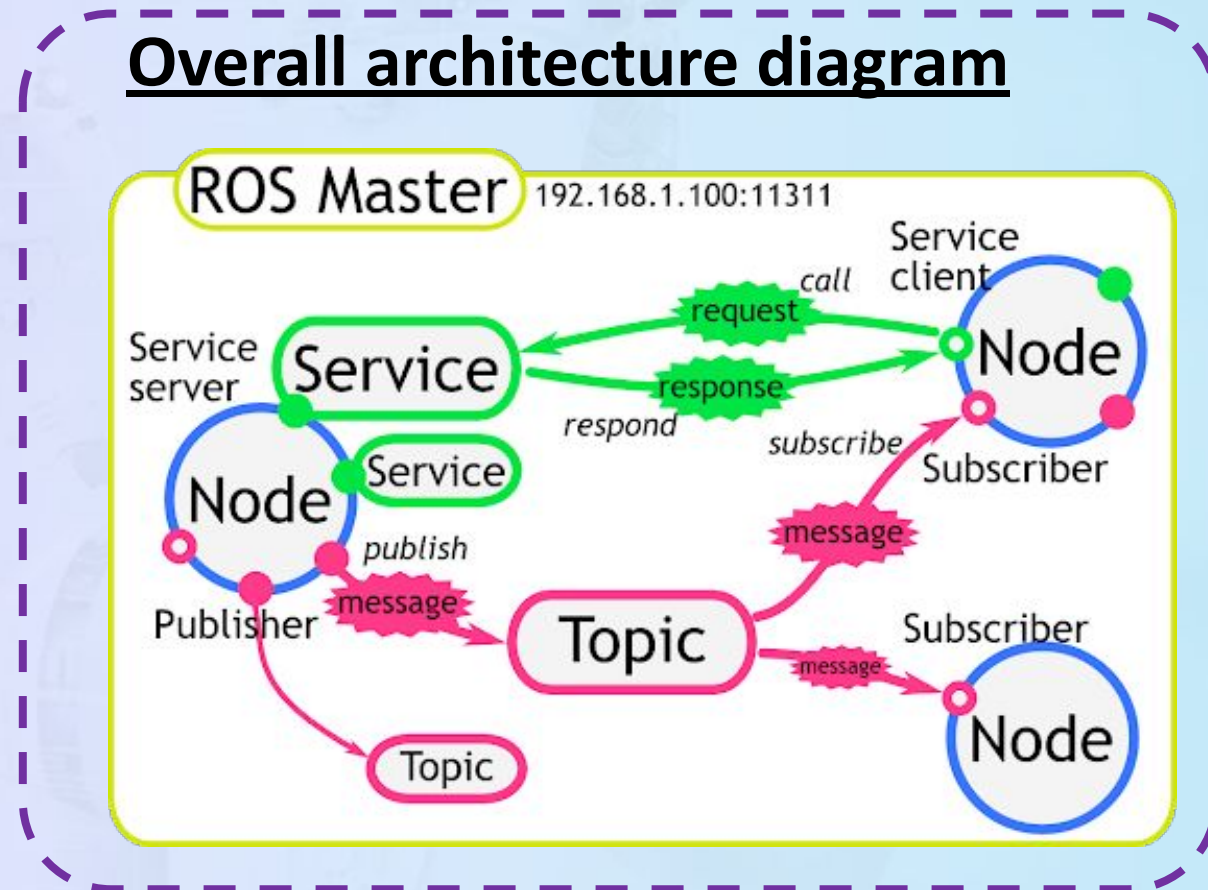 Overall architecture diagram
ROS Master
192.168.1.100:11311
Service
client
call
request
Node
Service
server
Service
response
respond
subscribe
Subscriber
Service
Node
publish
message
message
Publisher
Topic
Subscriber
message
Node
Topic